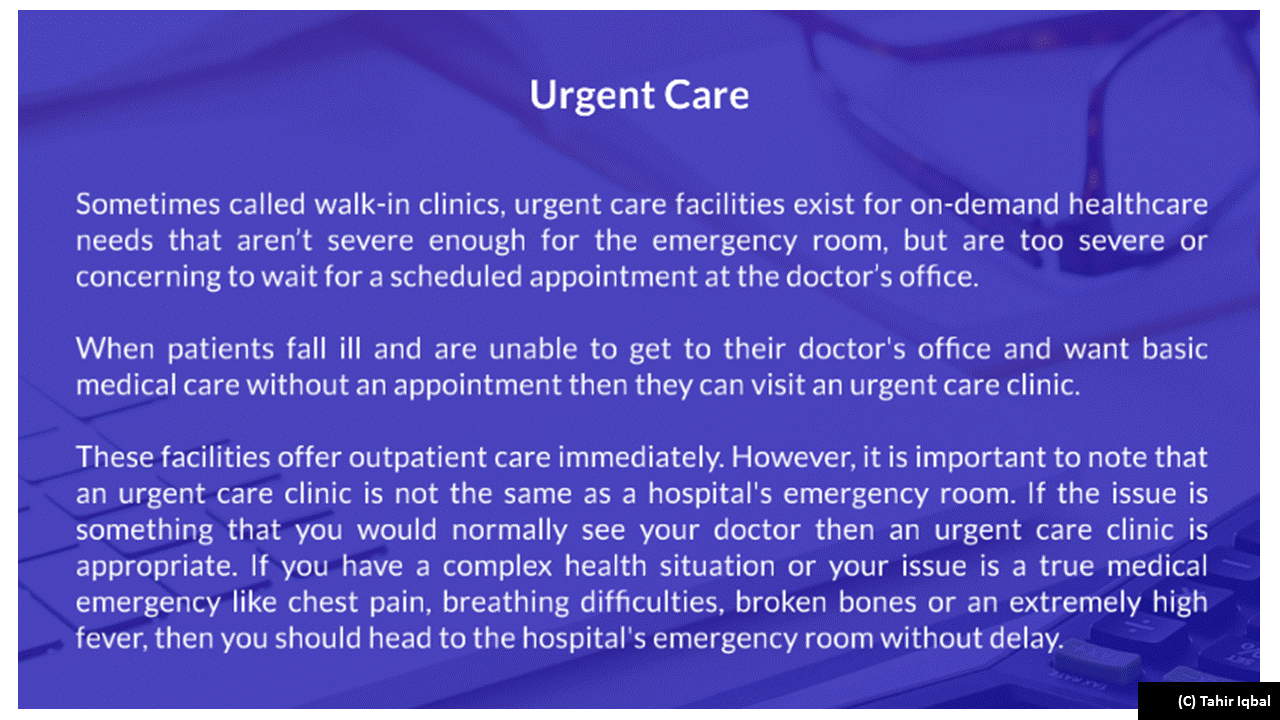 Urgent Care
Sometimes called walk-in clinics, urgent care facilities exist for on-demand healthcare
needs that aren’t severe enough for the emergency room, but are too severe or
concerning to wait for a scheduled appointment at the doctor’s office.
When patients fall ill and are unable to get to their doctor's office and want basic
medical care without an appointment then they can visit an urgent care clinic.
These facilities offer outpatient care immediately. However, it is important to note that
an urgent care clinic is not the same as a hospital's emergency room. If the issue is
something that you would normally see your doctor then an urgent care clinic is
appropriate. If you have a complex health situation or your issue is a true medical
emergency like chest pain, breathing difficulties, broken bones or an extremely high
fever, then you should head to the hospital's emergency room without delay.
TAX RATE
SET
(C) Tahir Iqbal